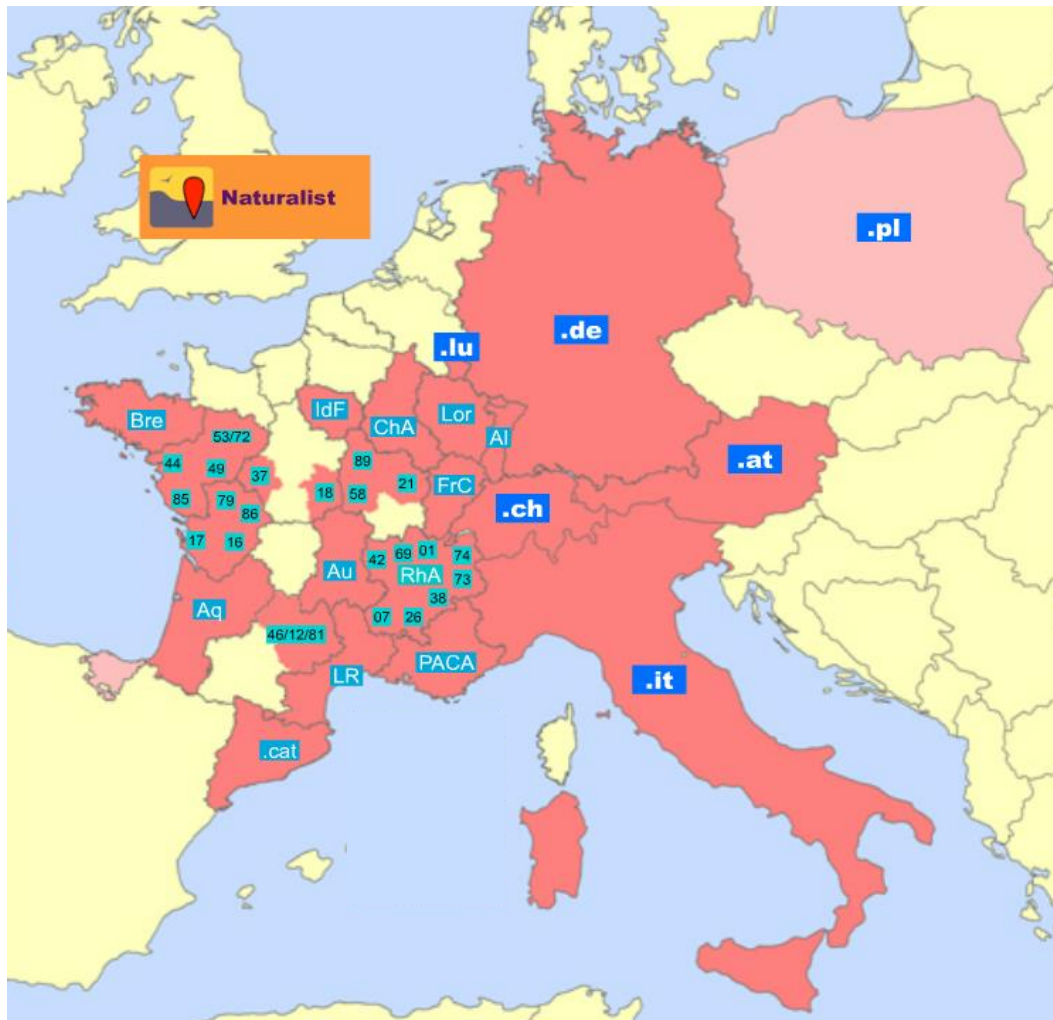 Naturalist
.pl
.de
.lu
IdF
Lor
Bre
ChA
53/72
Al
89
.at
44
49
37
21
FrC
18
58
85
79
.ch
86
17
16
69
01
42
74
Au
RhA
73
38
Aq
07
26
46/12/81
PACA
LR
.it
.cat